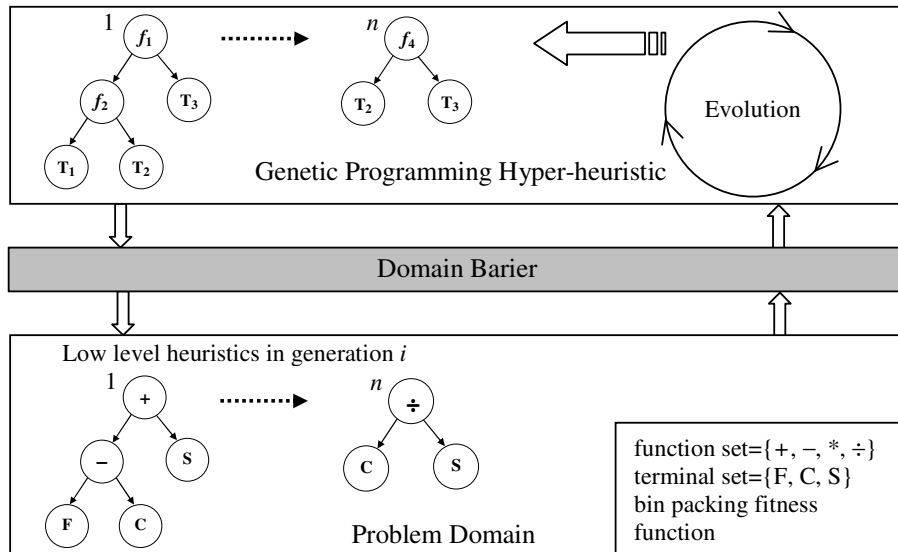 1
n
f1
f4
f2
T3
T2
T3
T1
T2
Evolution
Genetic Programming Hyper-heuristic
Domain Barier
Low level heuristics in generation i
1
n
+
÷
−
S
C
S
F
C
Problem Domain
function set={+, −, *, ÷}
terminal set={F, C, S}
bin packing fitness
function